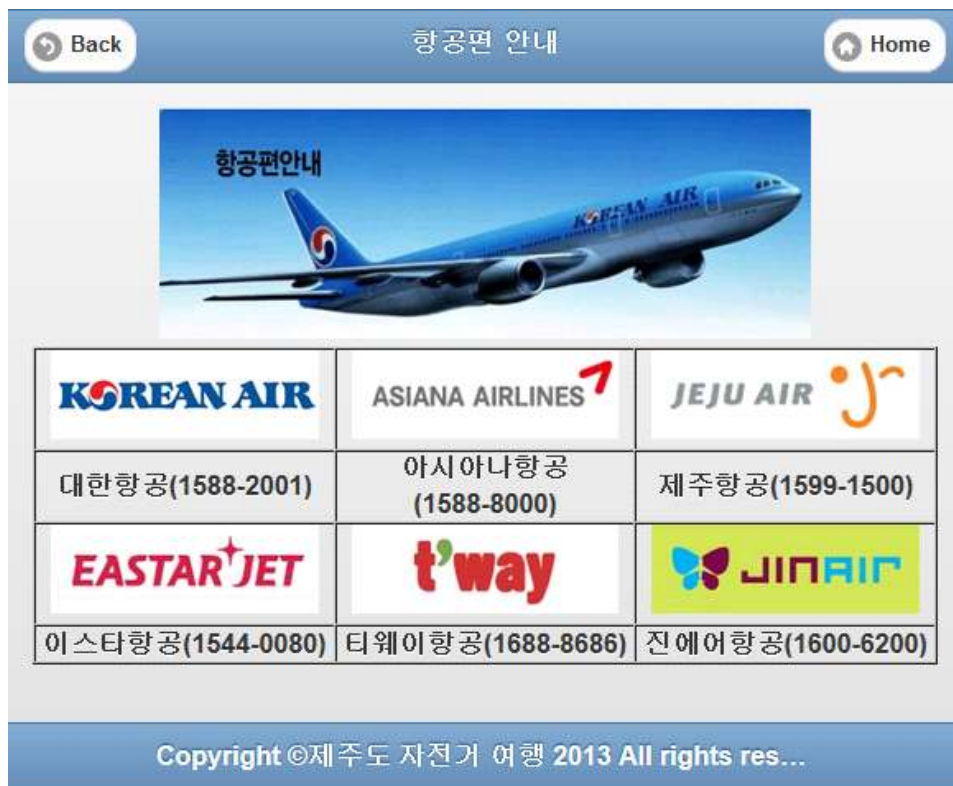 Back
항공편 안내
Home
항공편안내
KOREAN AIR
KOREAN AIR
ASIANA AIRLINES
JEJU AIR
대한항공(1588-2001)
아시아나항공
(1588-8000)
제주항공(1599-1500)
EASTAR JET
t'way
JINAIR
이스타항공(1544-0080)
티웨이항공(1688-8686)
진에어항공(1600-6200)
Copyright ©제주도 자전거 여행 2013 All rights res...